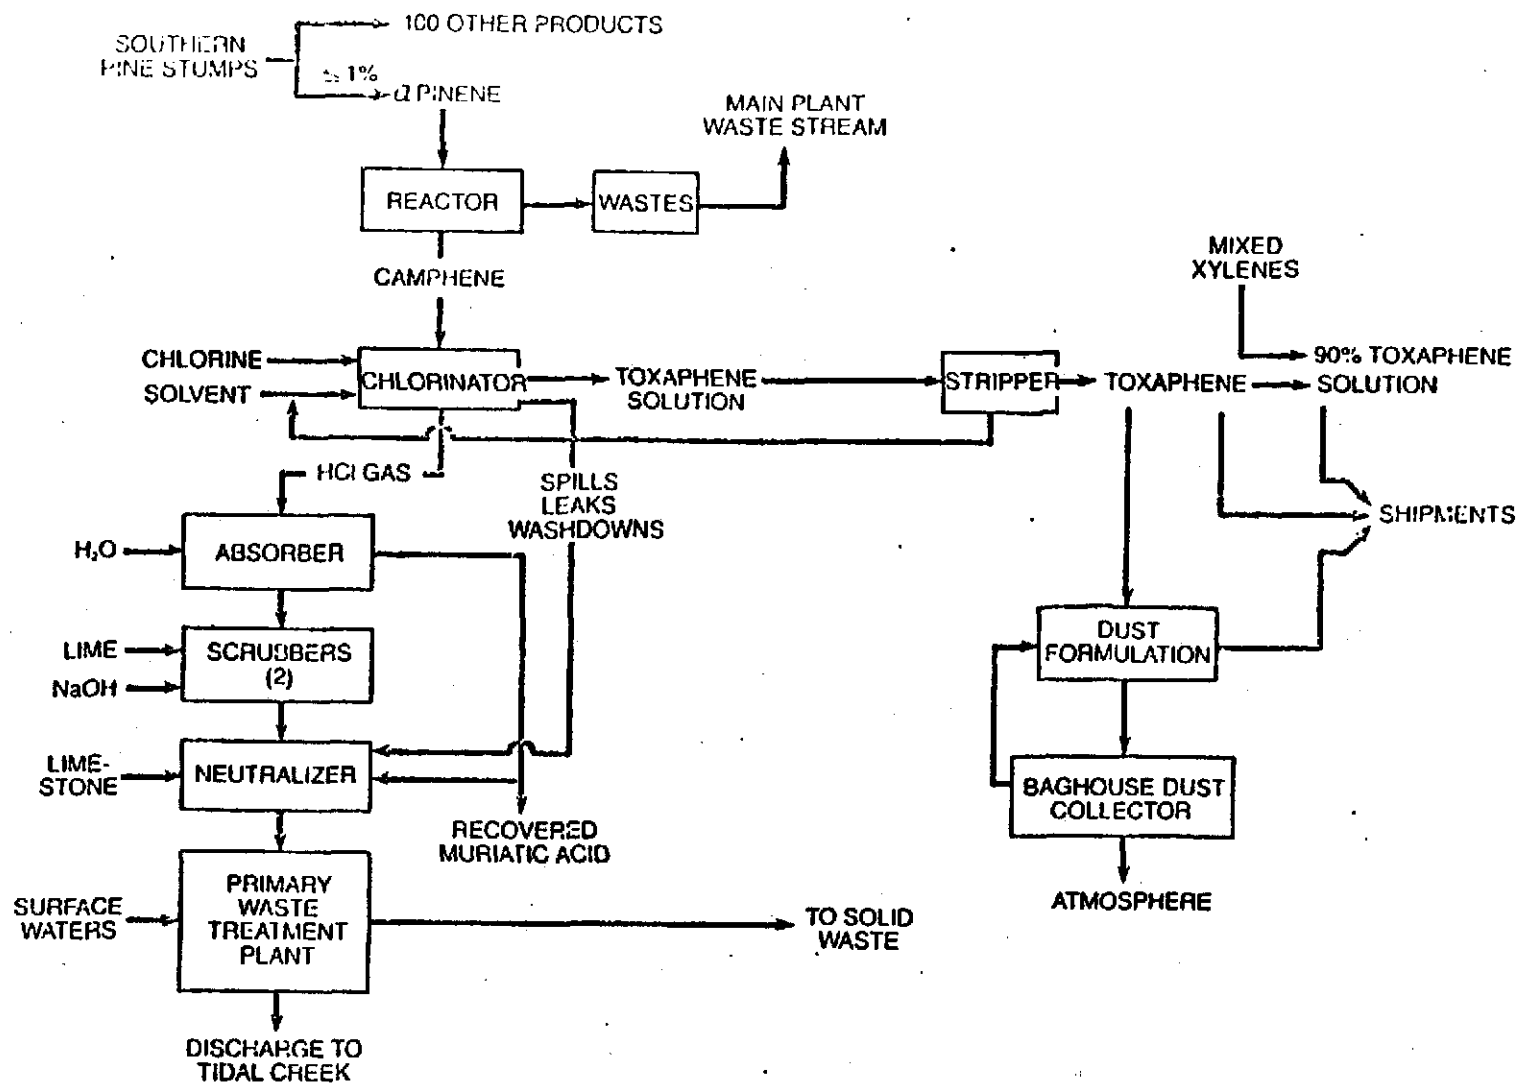 100 OTHER PRODUCTS
SOUTHERN
PINE STUMPS
≤ 1%
α PINENE
MAIN PLANT
WASTE STREAM
REACTOR
WASTES
CAMPHENE
MIXED
XYLENES
CHLORINE
SOLVENT
CHLORINATOR
TOXAPHENE
SOLUTION
STRIPPER
TOXAPHENE
90% TOXAPHENE
SOLUTION
HCl GAS
SPILLS
LEAKS
WASHDOWNS
SHIPMENTS
H₂O
ABSORBER
LIME
NaOH
SCRUBBERS
(2)
DUST
FORMULATION
LIME-
STONE
NEUTRALIZER
BAGHOUSE DUST
COLLECTOR
RECOVERED
MURIATIC ACID
SURFACE
WATERS
PRIMARY
WASTE
TREATMENT
PLANT
TO SOLID
WASTE
ATMOSPHERE
DISCHARGE TO
TIDAL CREEK